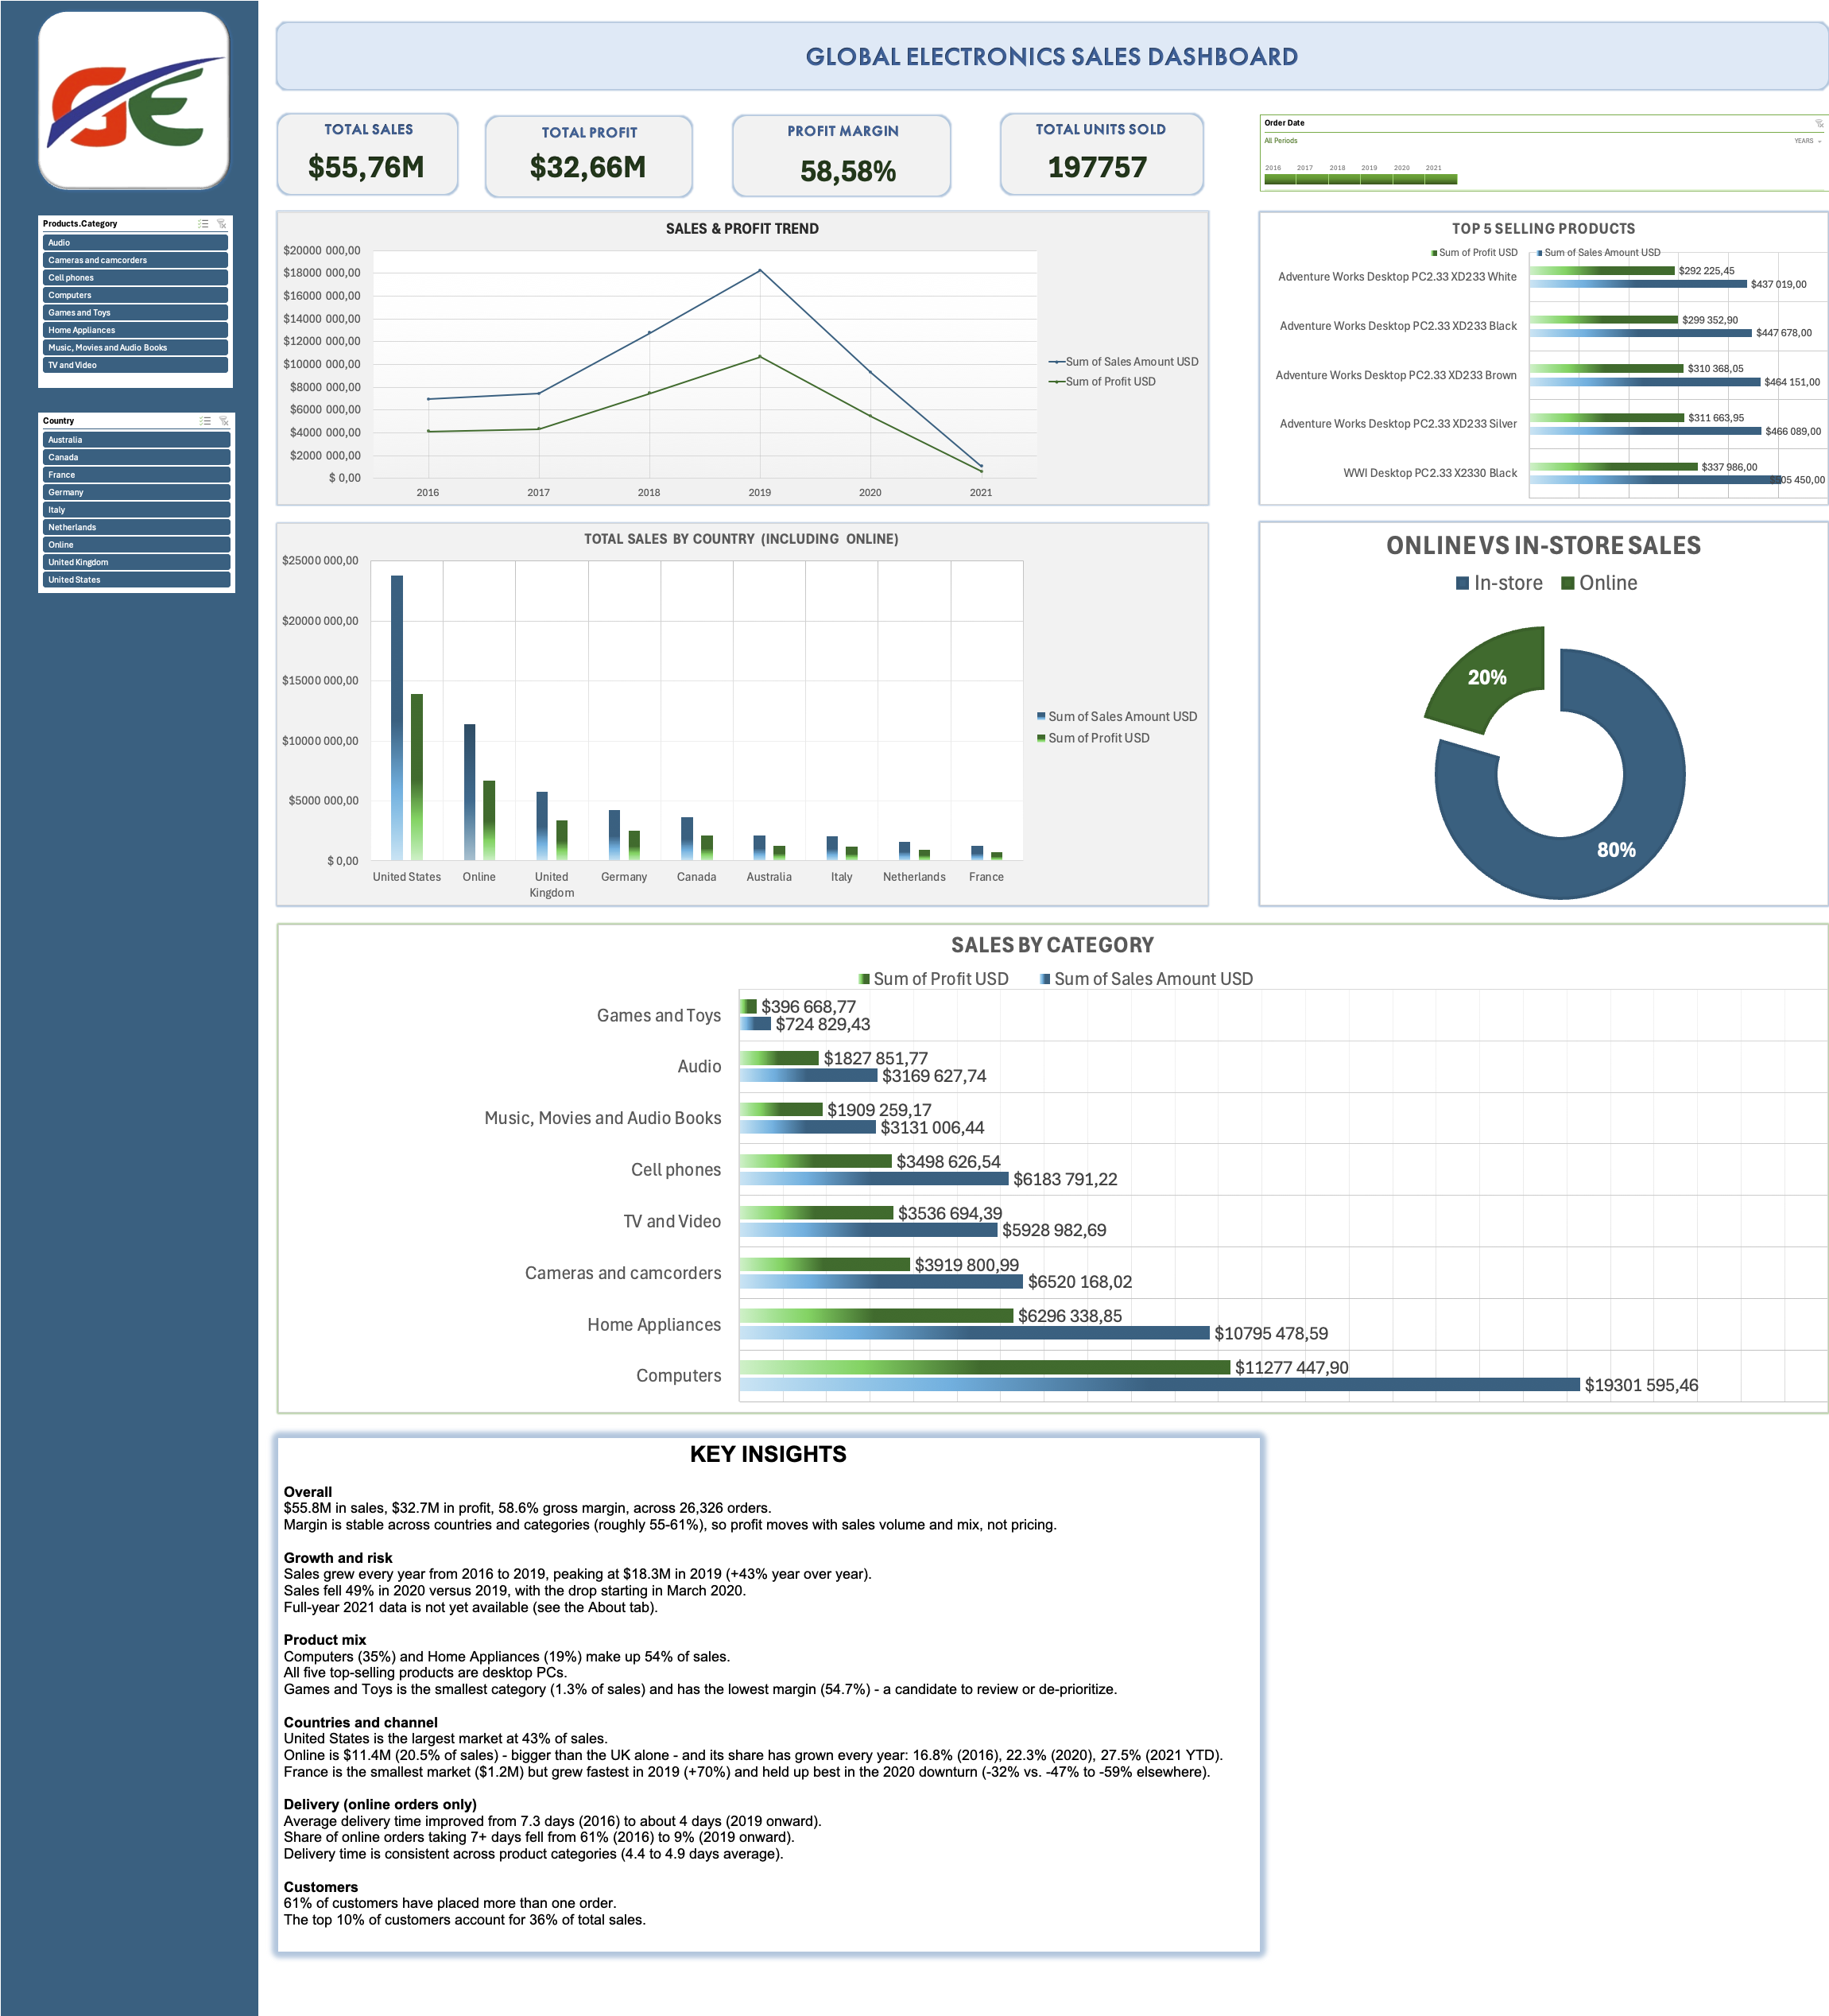 GE
GLOBAL ELECTRONICS SALES DASHBOARD
TOTAL SALES
$55,76M
TOTAL PROFIT
$32,66M
PROFIT MARGIN
58,58%
TOTAL UNITS SOLD
197757
Order Date
All Periods
YEARS
2016 2017 2018 2019 2020 2021
Products.Category
Audio
Cameras and camcorders
Cell phones
Computers
Games and Toys
Home Appliances
Music, Movies and Audio Books
TV and Video
Country
Australia
Canada
France
Germany
Italy
Netherlands
Online
United Kingdom
United States
SALES & PROFIT TREND
$20000 000,00
$18000 000,00
$16000 000,00
$14000 000,00
$12000 000,00
$10000 000,00
$8000 000,00
$6000 000,00
$4000 000,00
$2000 000,00
$ 0,00
2016 2017 2018 2019 2020 2021
Sum of Sales Amount USD
Sum of Profit USD
TOP 5 SELLING PRODUCTS
Sum of Profit USD Sum of Sales Amount USD
Adventure Works Desktop PC2.33 XD233 White
$292 225,45
$437 019,00
Adventure Works Desktop PC2.33 XD233 Black
$299 352,90
$447 678,00
Adventure Works Desktop PC2.33 XD233 Brown
$310 368,05
$464 151,00
Adventure Works Desktop PC2.33 XD233 Silver
$311 663,95
$466 089,00
WWI Desktop PC2.33 X2330 Black
$337 986,00
$505 450,00
TOTAL SALES BY COUNTRY (INCLUDING ONLINE)
$25000 000,00
$20000 000,00
$15000 000,00
$10000 000,00
$5000 000,00
$ 0,00
United States Online United Kingdom Germany Canada Australia Italy Netherlands France
Sum of Sales Amount USD
Sum of Profit USD
ONLINE VS IN-STORE SALES
In-store Online
20%
80%
SALES BY CATEGORY
Sum of Profit USD Sum of Sales Amount USD
Games and Toys
$396 668,77
$724 829,43
Audio
$1827 851,77
$3169 627,74
Music, Movies and Audio Books
$1909 259,17
$3131 006,44
Cell phones
$3498 626,54
$6183 791,22
TV and Video
$3536 694,39
$5928 982,69
Cameras and camcorders
$3919 800,99
$6520 168,02
Home Appliances
$6296 338,85
$10795 478,59
Computers
$11277 447,90
$19301 595,46
KEY INSIGHTS
Overall
$55.8M in sales, $32.7M in profit, 58.6% gross margin, across 26,326 orders.
Margin is stable across countries and categories (roughly 55-61%), so profit moves with sales volume and mix, not pricing.
Growth and risk
Sales grew every year from 2016 to 2019, peaking at $18.3M in 2019 (+43% year over year).
Sales fell 49% in 2020 versus 2019, with the drop starting in March 2020.
Full-year 2021 data is not yet available (see the About tab).
Product mix
Computers (35%) and Home Appliances (19%) make up 54% of sales.
All five top-selling products are desktop PCs.
Games and Toys is the smallest category (1.3% of sales) and has the lowest margin (54.7%) - a candidate to review or de-prioritize.
Countries and channel
United States is the largest market at 43% of sales.
Online is $11.4M (20.5% of sales) - bigger than the UK alone - and its share has grown every year: 16.8% (2016), 22.3% (2020), 27.5% (2021 YTD).
France is the smallest market ($1.2M) but grew fastest in 2019 (+70%) and held up best in the 2020 downturn (-32% vs. -47% to -59% elsewhere).
Delivery (online orders only)
Average delivery time improved from 7.3 days (2016) to about 4 days (2019 onward).
Share of online orders taking 7+ days fell from 61% (2016) to 9% (2019 onward).
Delivery time is consistent across product categories (4.4 to 4.9 days average).
Customers
61% of customers have placed more than one order.
The top 10% of customers account for 36% of total sales.